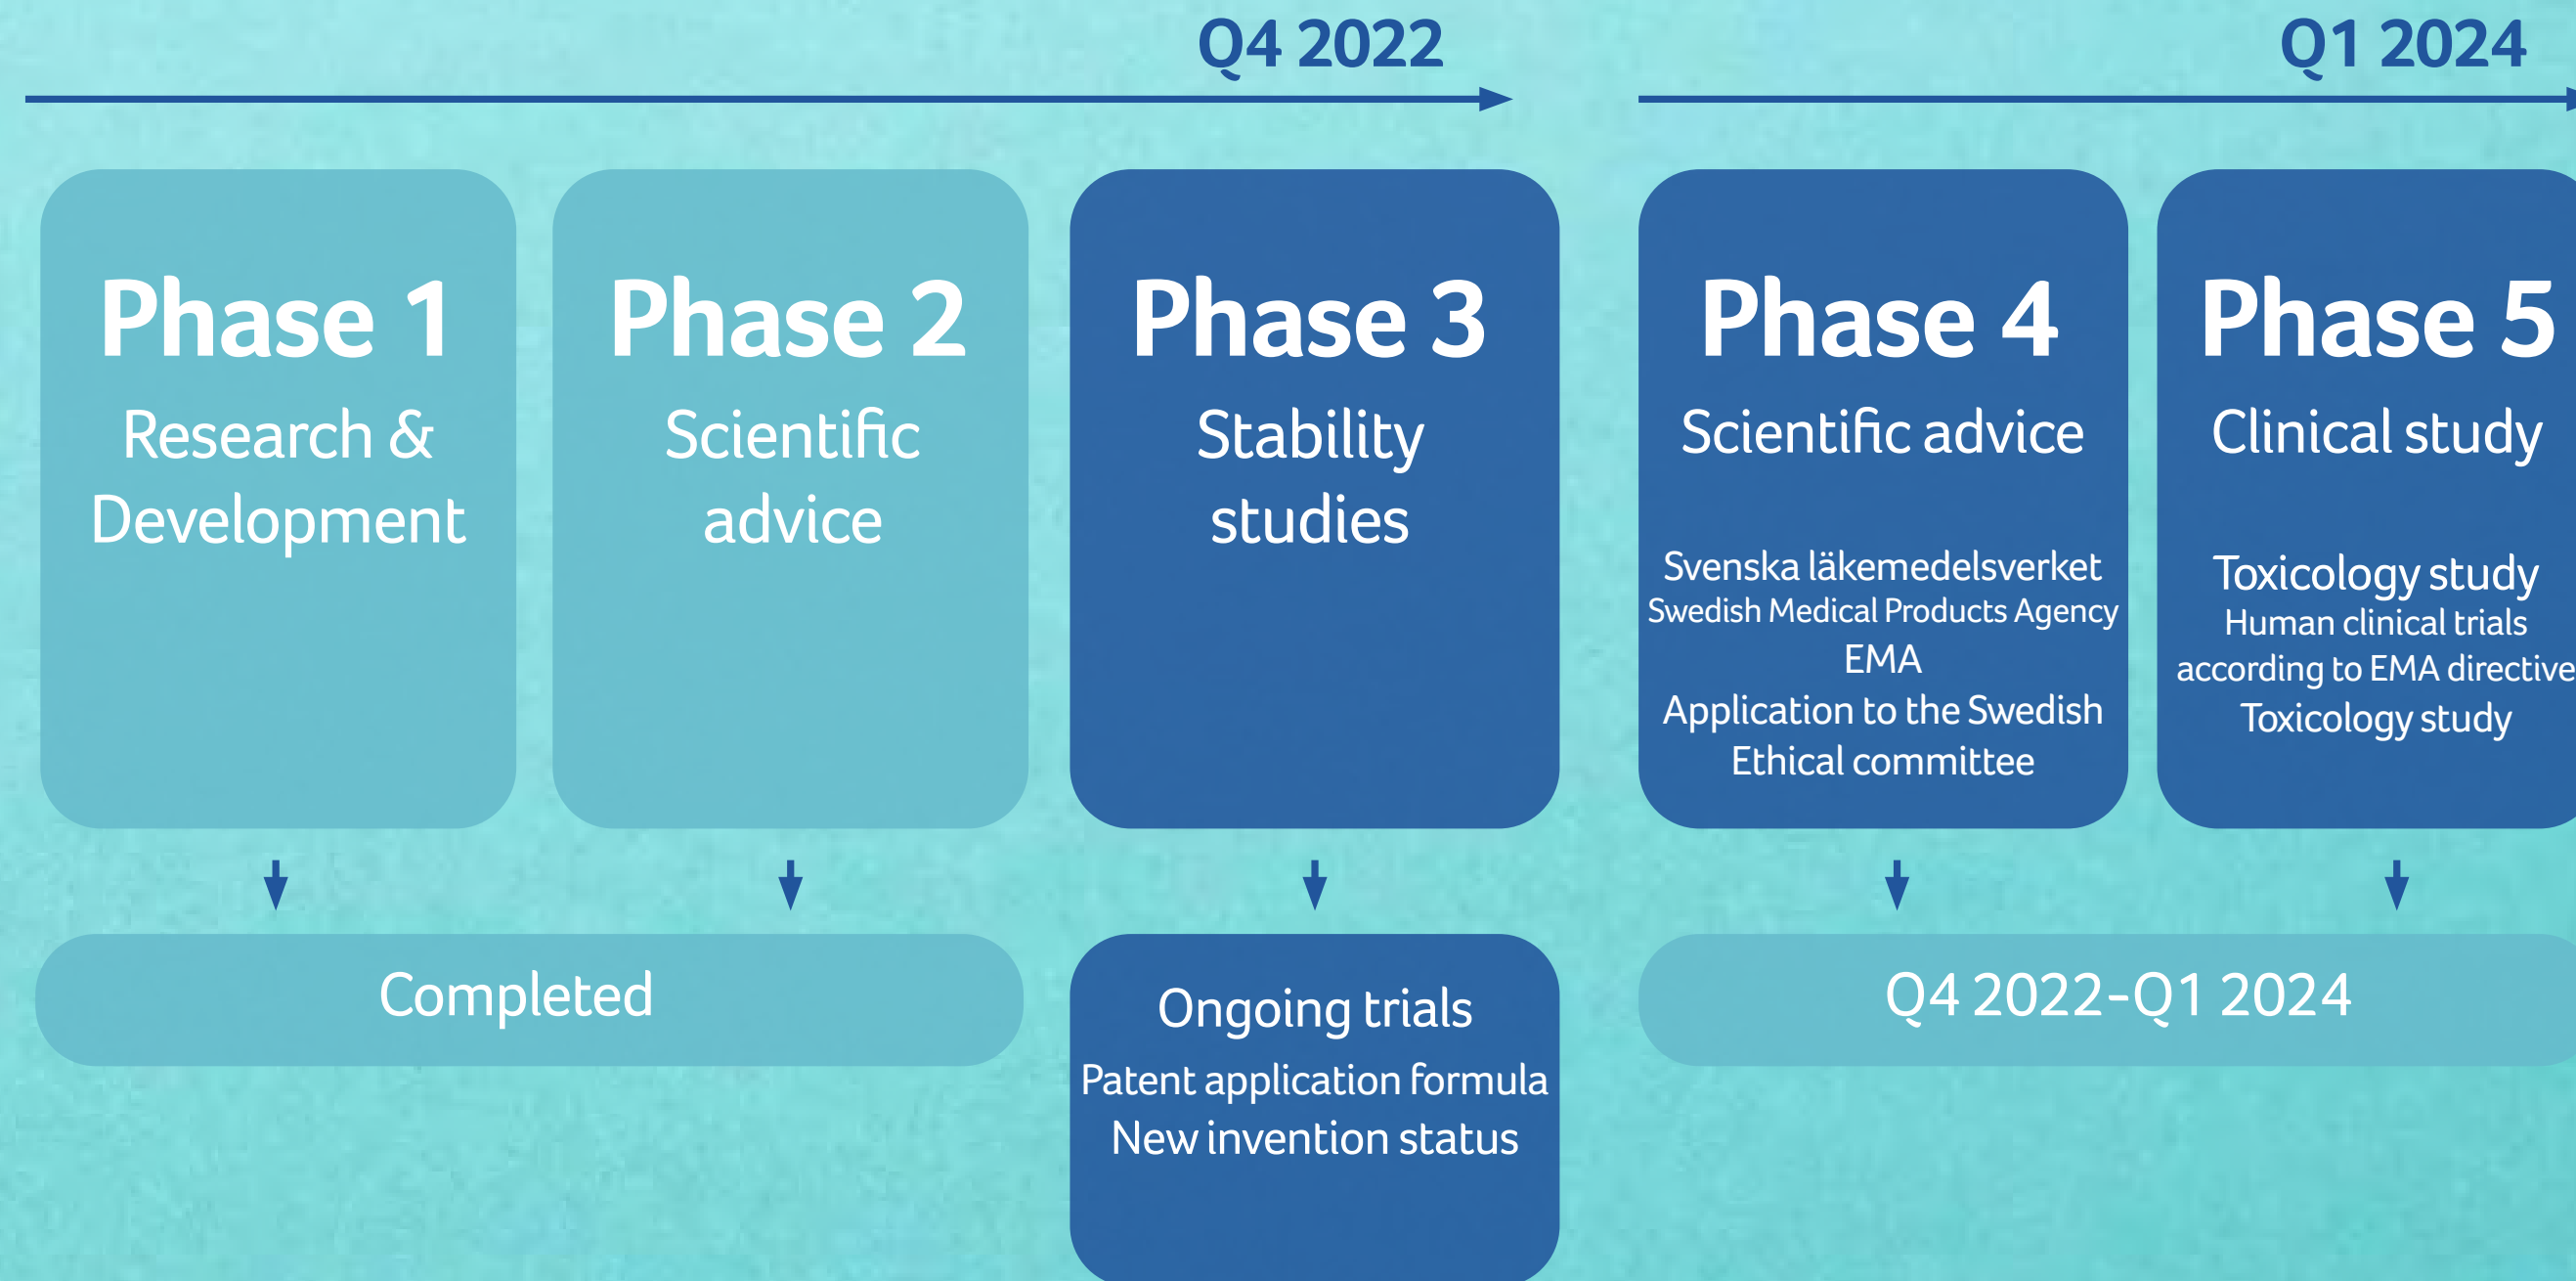 Q4 2022
Q1 2024
Phase 1
Research &
Development
Phase 2
Scientific
advice
Phase 3
Stability
studies
Phase 4
Scientific advice
Svenska läkemedelsverket
Swedish Medical Products Agency
EMA
Application to the Swedish
Ethical committee
Phase 5
Clinical study
Toxicology study
Human clinical trials
according to EMA directive
Toxicology study
Completed
Ongoing trials
Patent application formula
New invention status
Q4 2022-Q1 2024